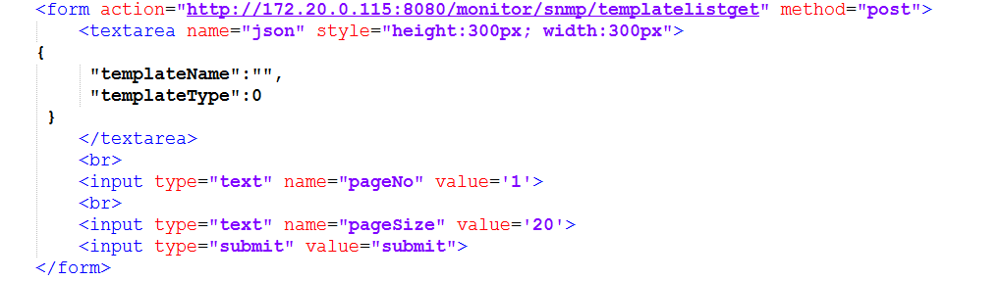 <form action="http://172.20.0.115:8080/monitor/snmp/templatelistget" method="post">
<textarea name="json" style="height:300px; width:300px">
{
"templateName":"",
"templateType":0
}
</textarea>
<br>
<input type="text" name="pageNo" value='1'>
<br>
<input type="text" name="pageSize" value='20'>
<input type="submit" value="submit">
</form>